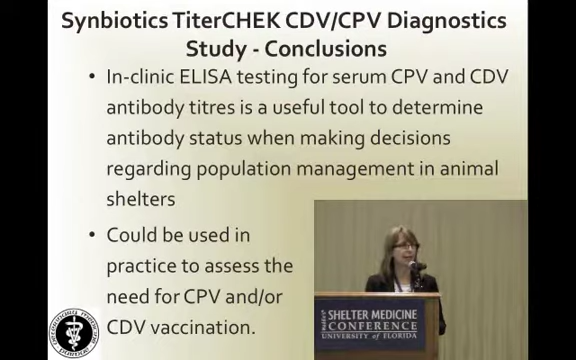 Synbiotics TiterCHEK CDV/CPV Diagnostics
Study - Conclusions
• In-clinic ELISA testing for serum CPV and CDV
antibody titres is a useful tool to determine
antibody status when making decisions
regarding population management in animal
shelters
• Could be used in
practice to assess the
need for CPV and/or
CDV vaccination.
SHELTER MEDICINE
CONFERENCE
UNIVERSITY of FLORIDA